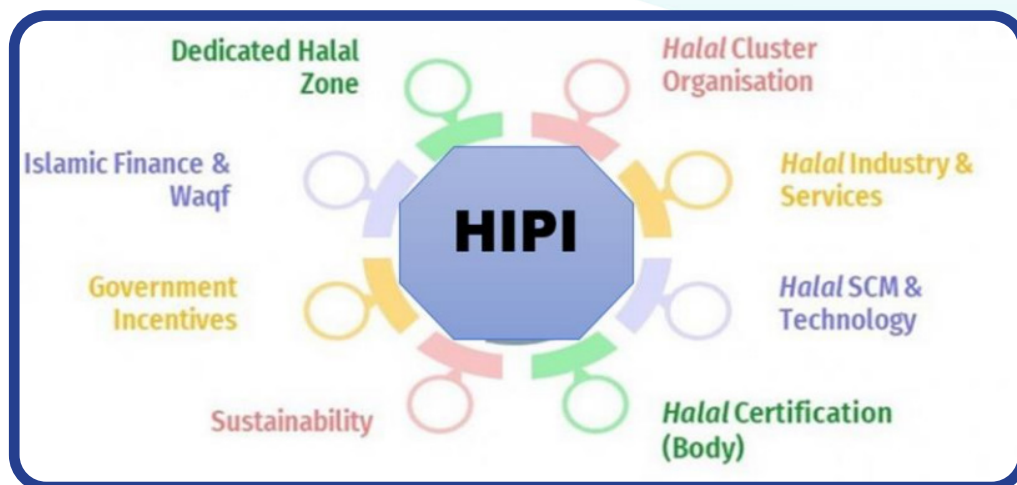 Dedicated Halal
Zone
Halal Cluster
Organisation
Islamic Finance &
Waqf
Halal Industry &
Services
HIPI
Government
Incentives
Halal SCM &
Technology
Sustainability
Halal Certification
(Body)